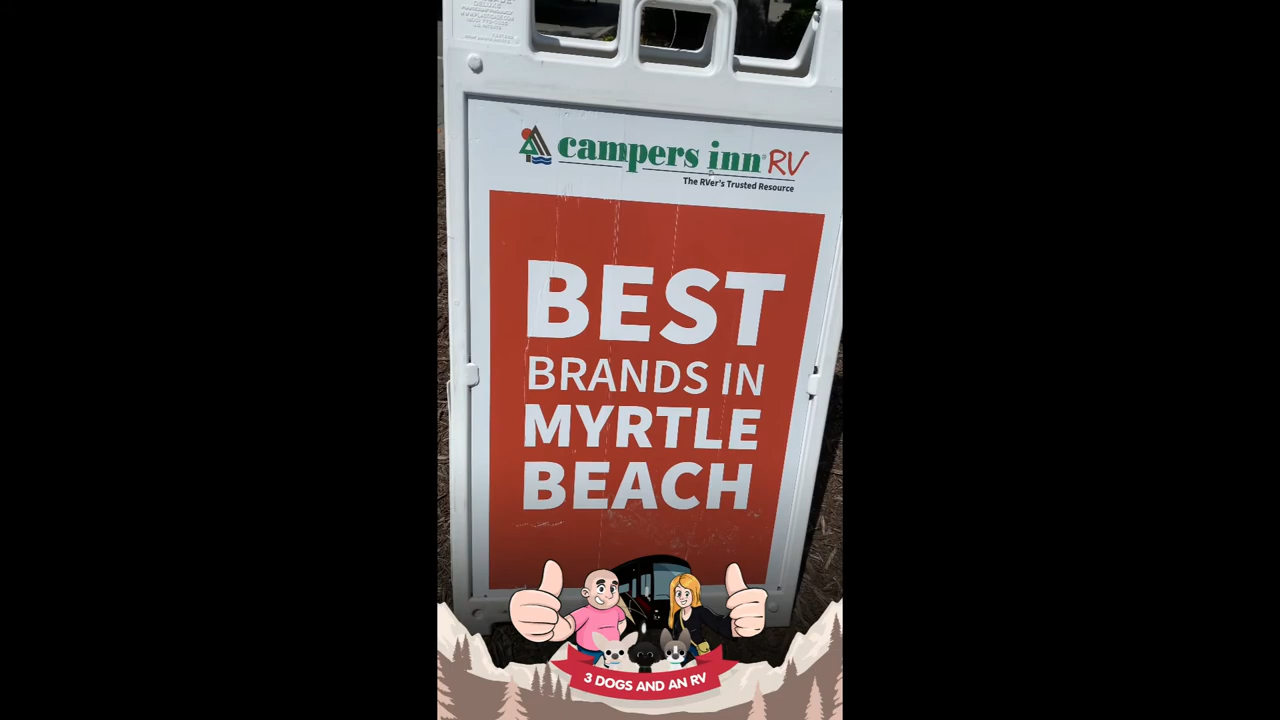 campers inn® RV
The RVer's Trusted Resource
BEST
BRANDS IN
MYRTLE
BEACH
3 DOGS AND AN RV